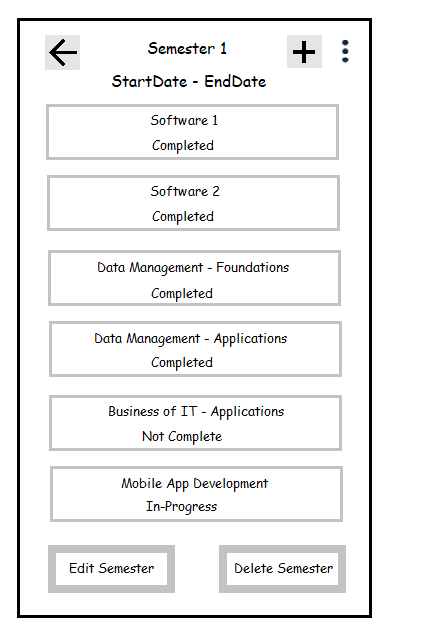 Semester 1
StartDate - EndDate
Software 1
Completed
Software 2
Completed
Data Management - Foundations
Completed
Data Management - Applications
Completed
Business of IT - Applications
Not Complete
Mobile App Development
In-Progress
Edit Semester
Delete Semester